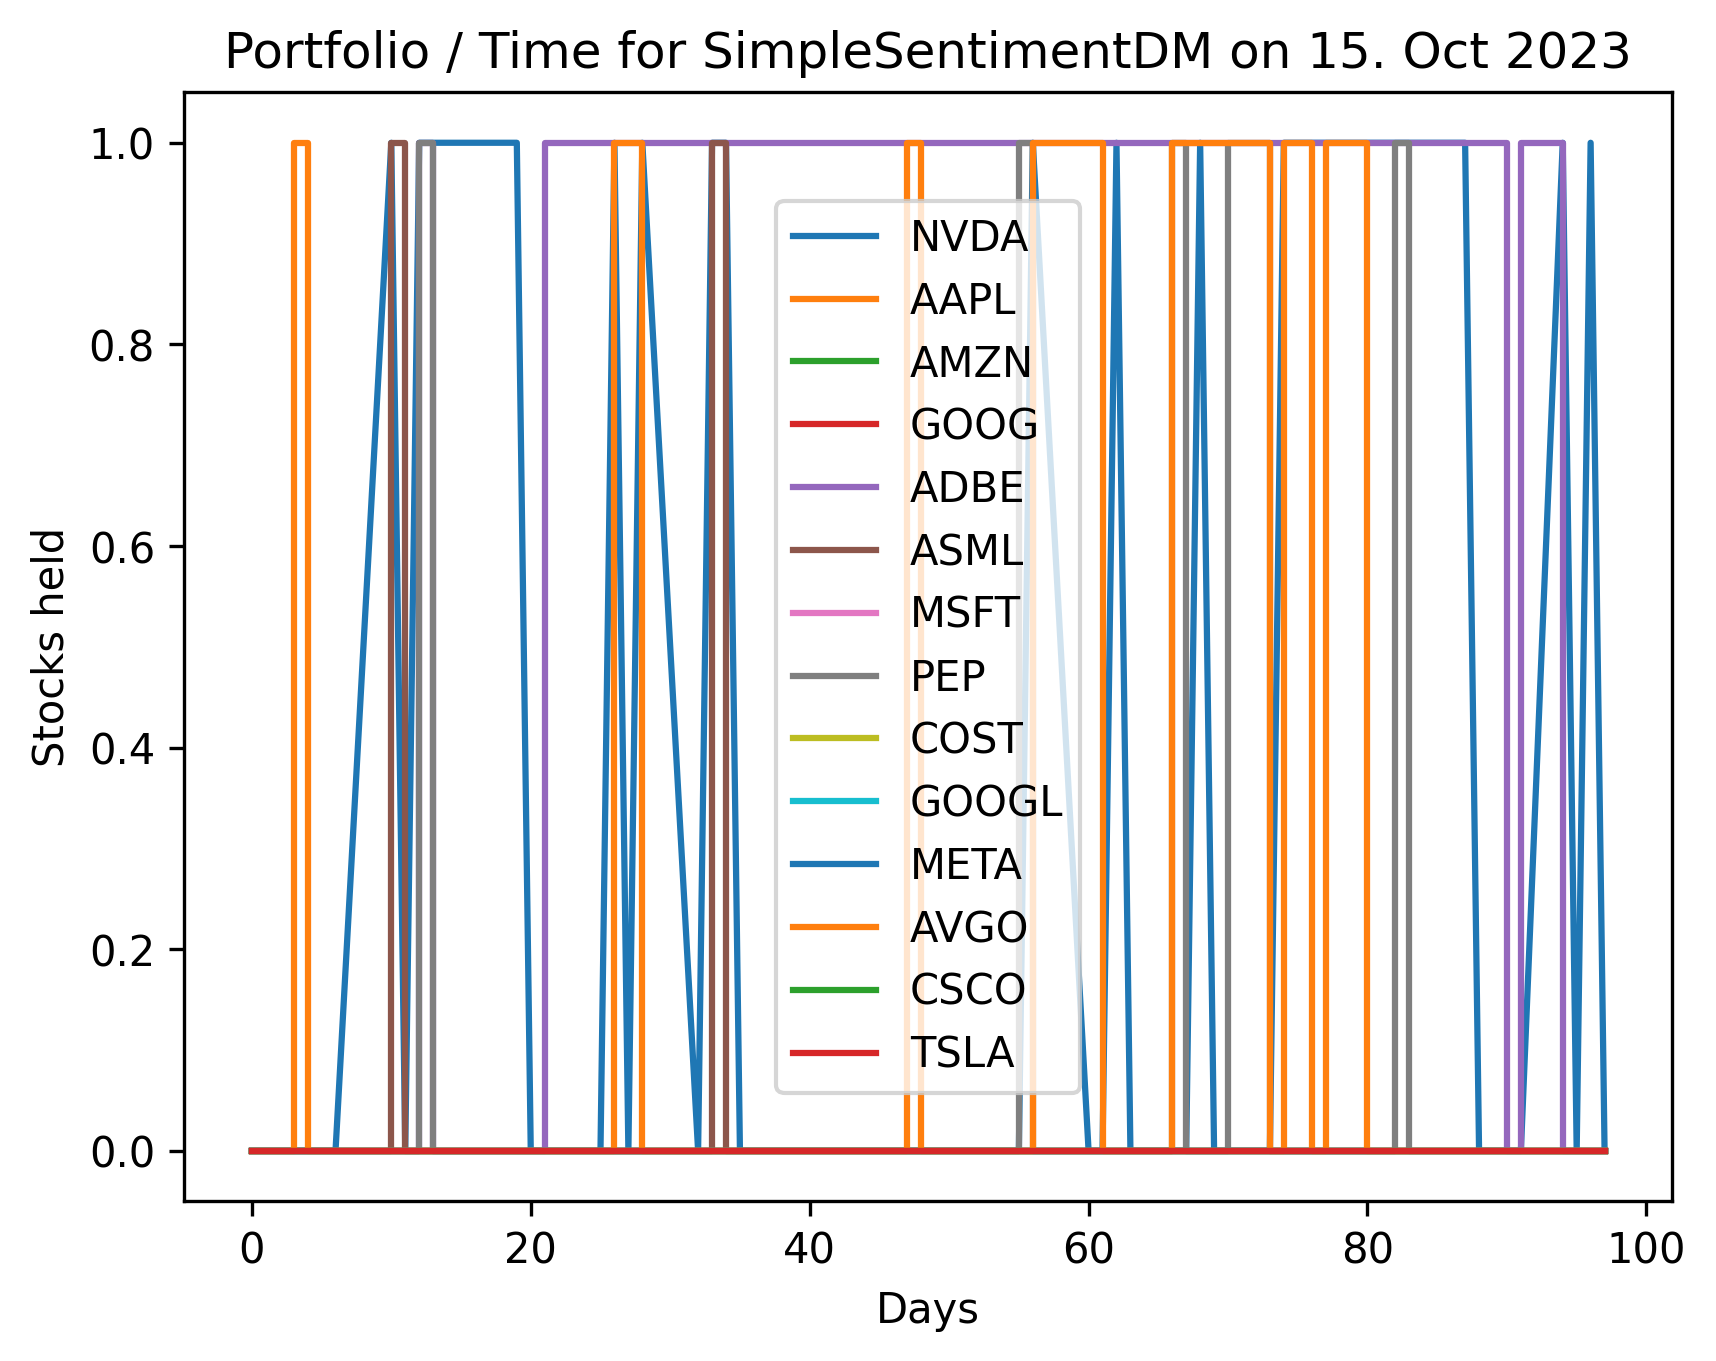 Portfolio / Time for SimpleSentimentDM on 15. Oct 2023
1.0
0.8
0.6
0.4
0.2
0.0
Stocks held
NVDA
AAPL
AMZN
GOOG
ADBE
ASML
MSFT
PEP
COST
GOOGL
META
AVGO
CSCO
TSLA
0 20 40 60 80 100
Days